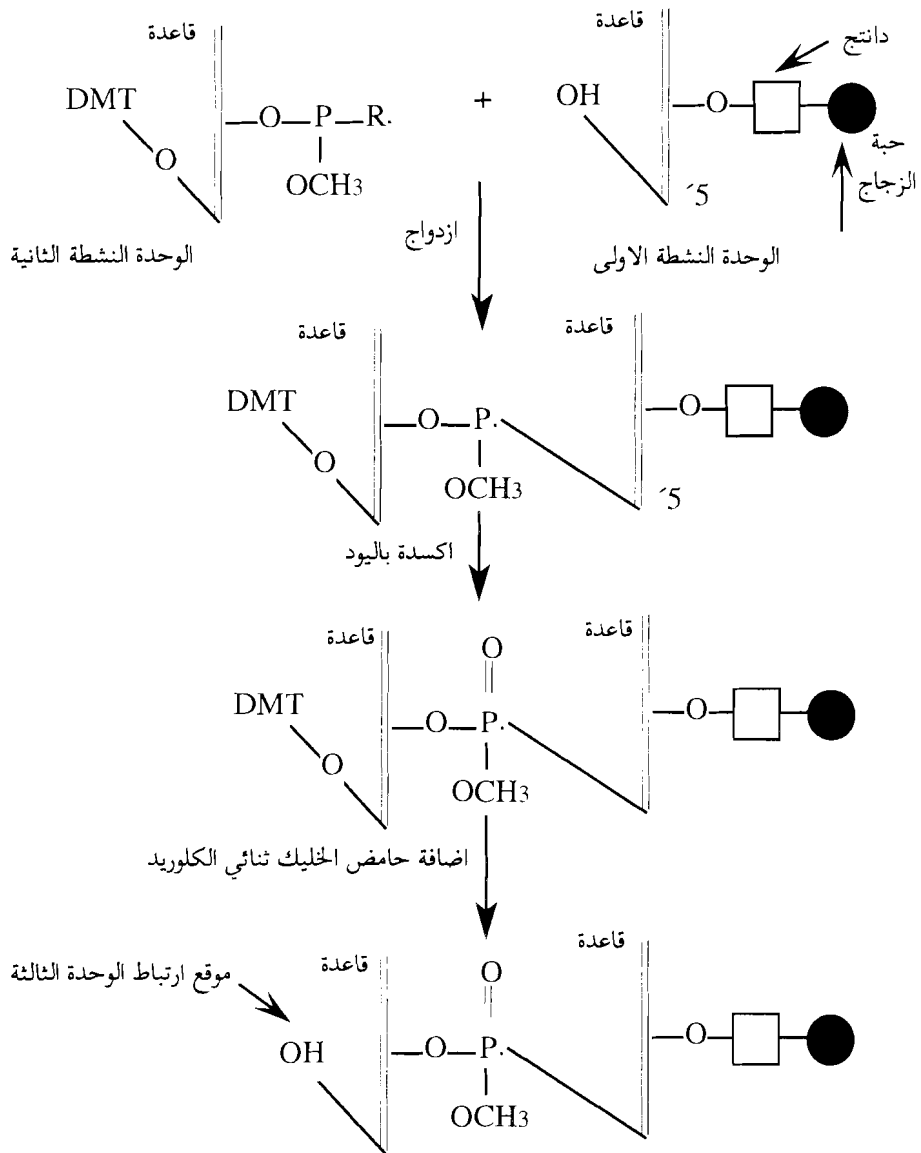 قاعدة
قاعدة
دانتج
DMT
O
O P R.
OCH3
+
OH
O
حبة
الزجاج
5´
الوحدة النشطة الثانية
ازدواج
الوحدة النشطة الاولى
قاعدة
قاعدة
DMT
O
O P.
OCH3
O
5´
اكسدة باليود
قاعدة
قاعدة
O
DMT
O
O P.
OCH3
O
اضافة حامض الخليك ثنائي الكلوريد
قاعدة
قاعدة
موقع ارتباط الوحدة الثالثة
O
OH
O P.
OCH3
O